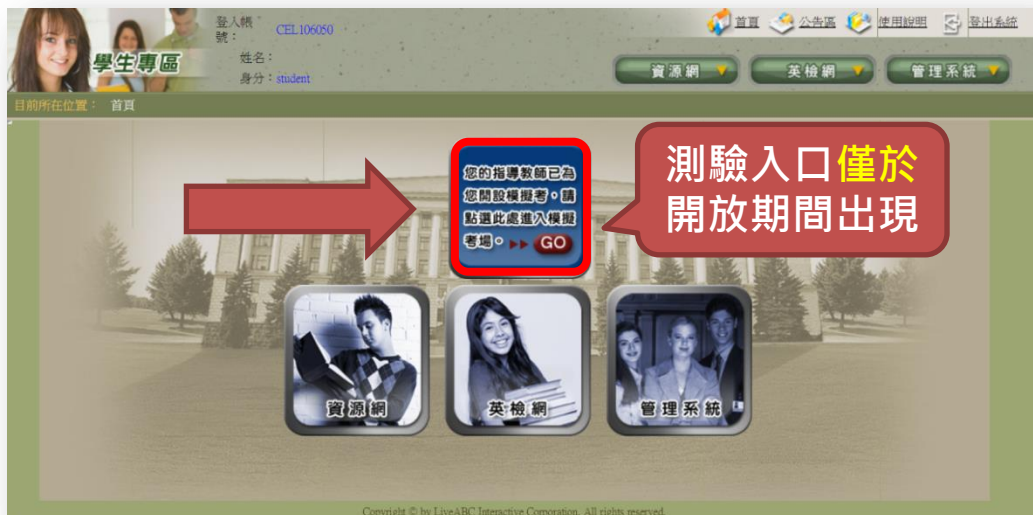 登入帳號： CEL106050
首頁 公告區 使用說明 登出系統
學生專區
姓名：
身分：student
資源網 英檢網 管理系統
目前所在位置： 首頁
您的指導教師已為
您開設模擬考，請
點選此處進入模擬
考場。 GO
測驗入口僅於
開放期間出現
資源網 英檢網 管理系統
Copyright © by LiveABC Interactive Corporation. All rights reserved.